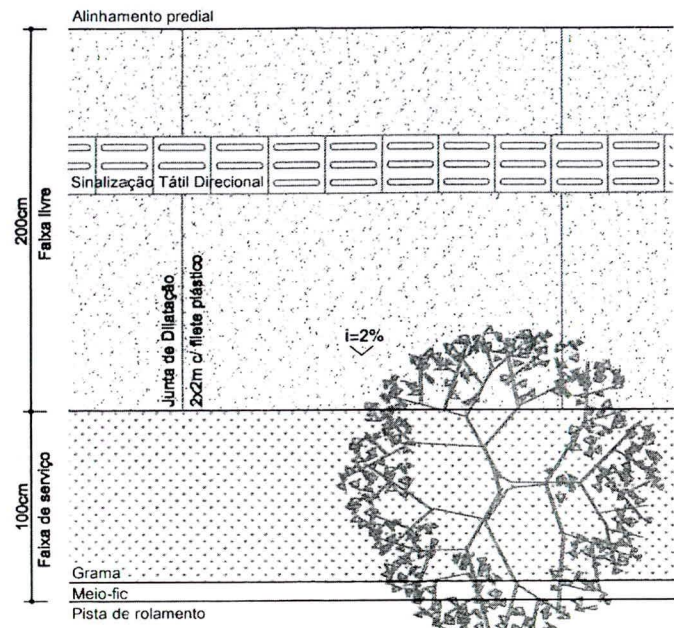 Alinhamento predial
Sinalização Tátil Direcional
200cm
Faixa livre
Junta de Dilatação
2x2m c/ filete plástico
i=2%
100cm
Faixa de serviço
Grama
Meio-fic
Pista de rolamento